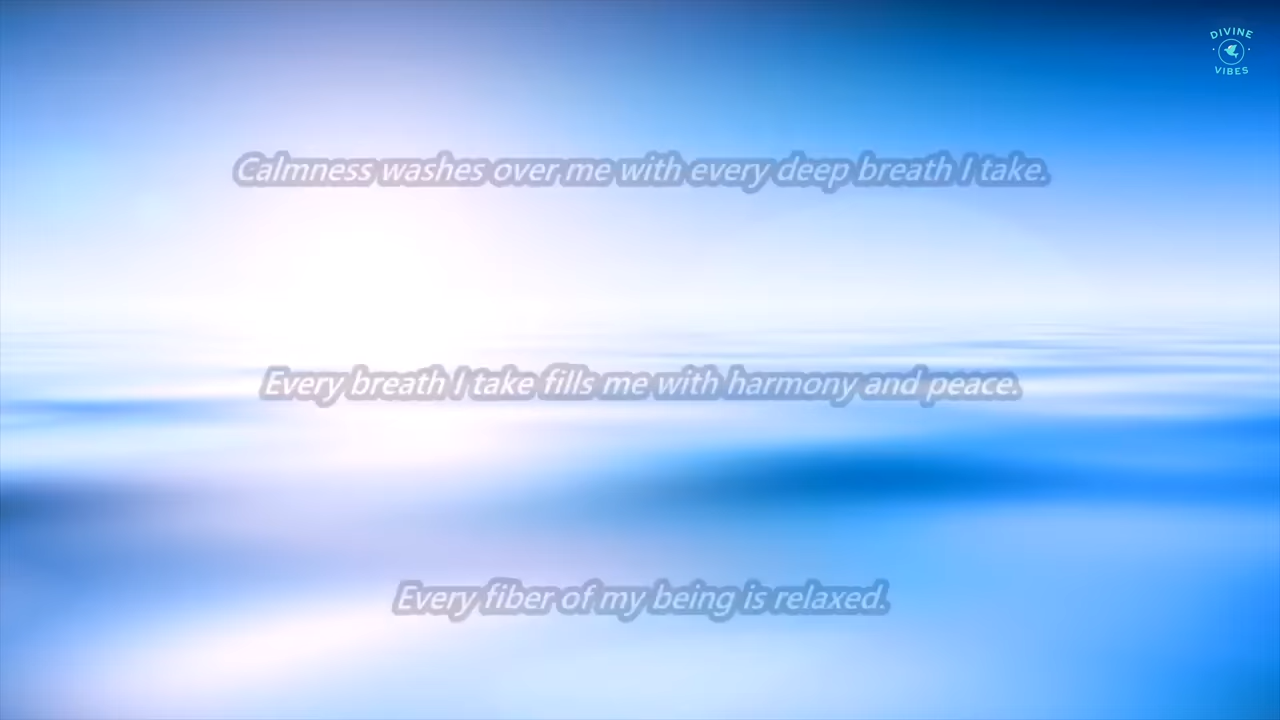 DIVINE
VIBES
Calmness washes over me with every deep breath I take.
Every breath I take fills me with harmony and peace.
Every fiber of my being is relaxed.